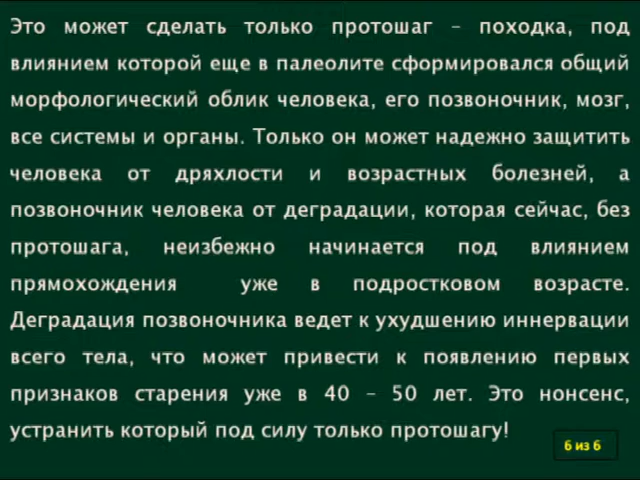 Это может сделать только протошаг – походка, под
влиянием которой еще в палеолите сформировался общий
морфологический облик человека, его позвоночник, мозг,
все системы и органы. Только он может надежно защитить
человека от дряхлости и возрастных болезней, а
позвоночник человека от деградации, которая сейчас, без
протошага, неизбежно начинается под влиянием
прямохождения уже в подростковом возрасте.
Деградация позвоночника ведет к ухудшению иннервации
всего тела, что может привести к появлению первых
признаков старения уже в 40 – 50 лет. Это нонсенс,
устранить который под силу только протошагу!
6 из 6